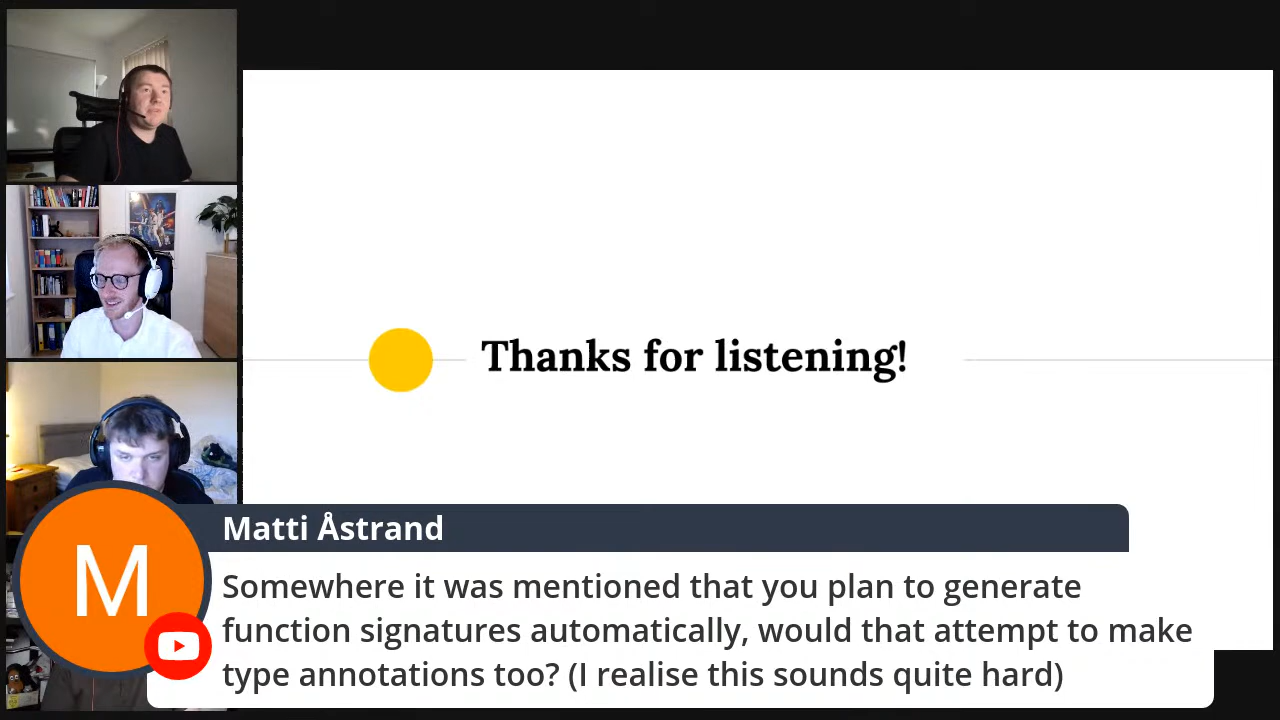 Thanks for listening!
Matti Åstrand
M
Somewhere it was mentioned that you plan to generate
function signatures automatically, would that attempt to make
type annotations too? (I realise this sounds quite hard)